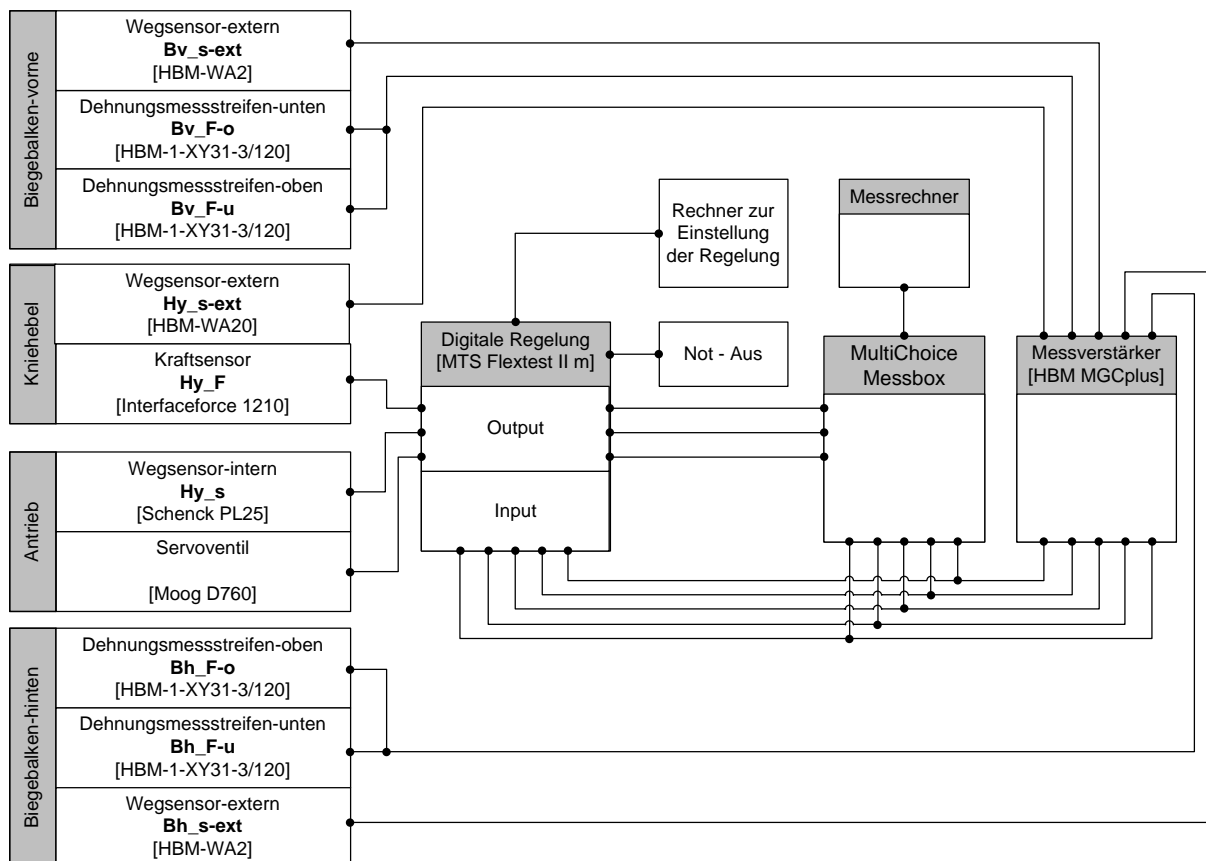 Biegebalken-vorne
Wegsensor-extern
Bv_s-ext
[HBM-WA2]
Dehnungsmessstreifen-unten
Bv_F-o
[HBM-1-XY31-3/120]
Dehnungsmessstreifen-oben
Bv_F-u
[HBM-1-XY31-3/120]
Kniehebel
Wegsensor-extern
Hy_s-ext
[HBM-WA20]
Kraftsensor
Hy_F
[Interfaceforce 1210]
Antrieb
Wegsensor-intern
Hy_s
[Schenck PL25]
Servoventil
[Moog D760]
Biegebalken-hinten
Dehnungsmessstreifen-oben
Bh_F-o
[HBM-1-XY31-3/120]
Dehnungsmessstreifen-unten
Bh_F-u
[HBM-1-XY31-3/120]
Wegsensor-extern
Bh_s-ext
[HBM-WA2]
Digitale Regelung
[MTS Flextest II m]
Output
Input
Rechner zur
Einstellung
der Regelung
Not - Aus
Messrechner
MultiChoice
Messbox
Messverstärker
[HBM MGCplus]